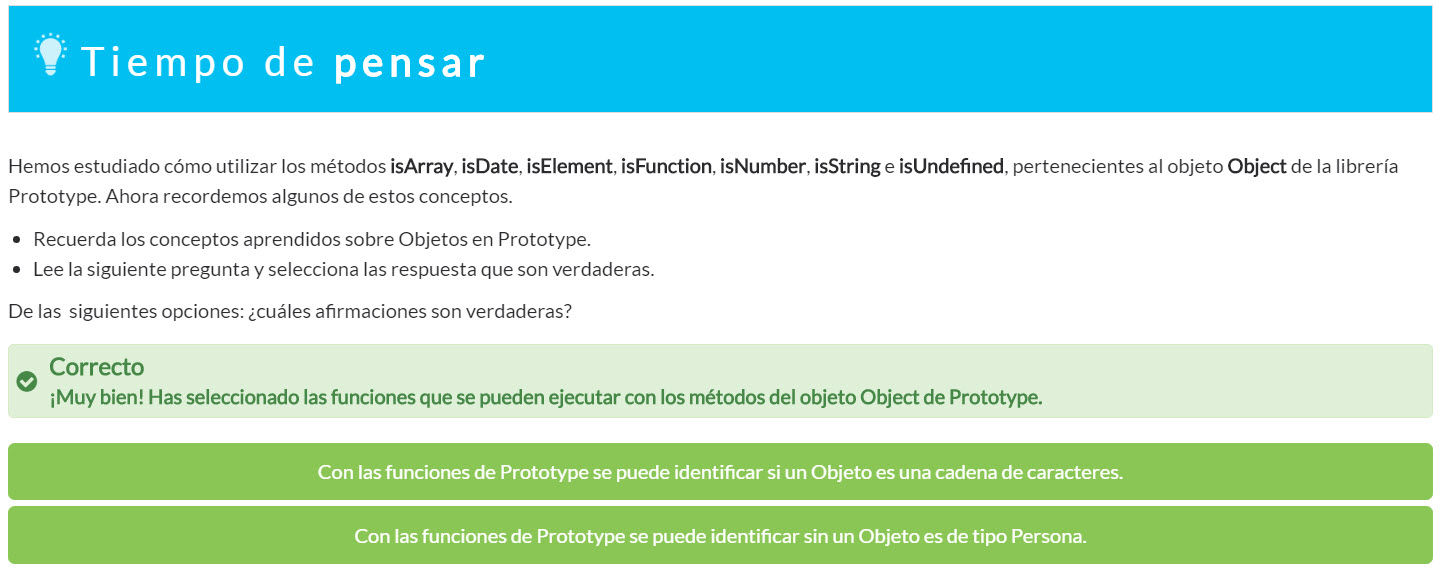 Tiempo de pensar
Hemos estudiado cómo utilizar los métodos isArray, isDate, isElement, isFunction, isNumber, isString e isUndefined, pertenecientes al objeto Object de la librería
Prototype. Ahora recordemos algunos de estos conceptos.
• Recuerda los conceptos aprendidos sobre Objetos en Prototype.
• Lee la siguiente pregunta y selecciona las respuesta que son verdaderas.
De las siguientes opciones: ¿cuáles afirmaciones son verdaderas?
Correcto
¡Muy bien! Has seleccionado las funciones que se pueden ejecutar con los métodos del objeto Object de Prototype.
Con las funciones de Prototype se puede identificar si un Objeto es una cadena de caracteres.
Con las funciones de Prototype se puede identificar sin un Objeto es de tipo Persona.